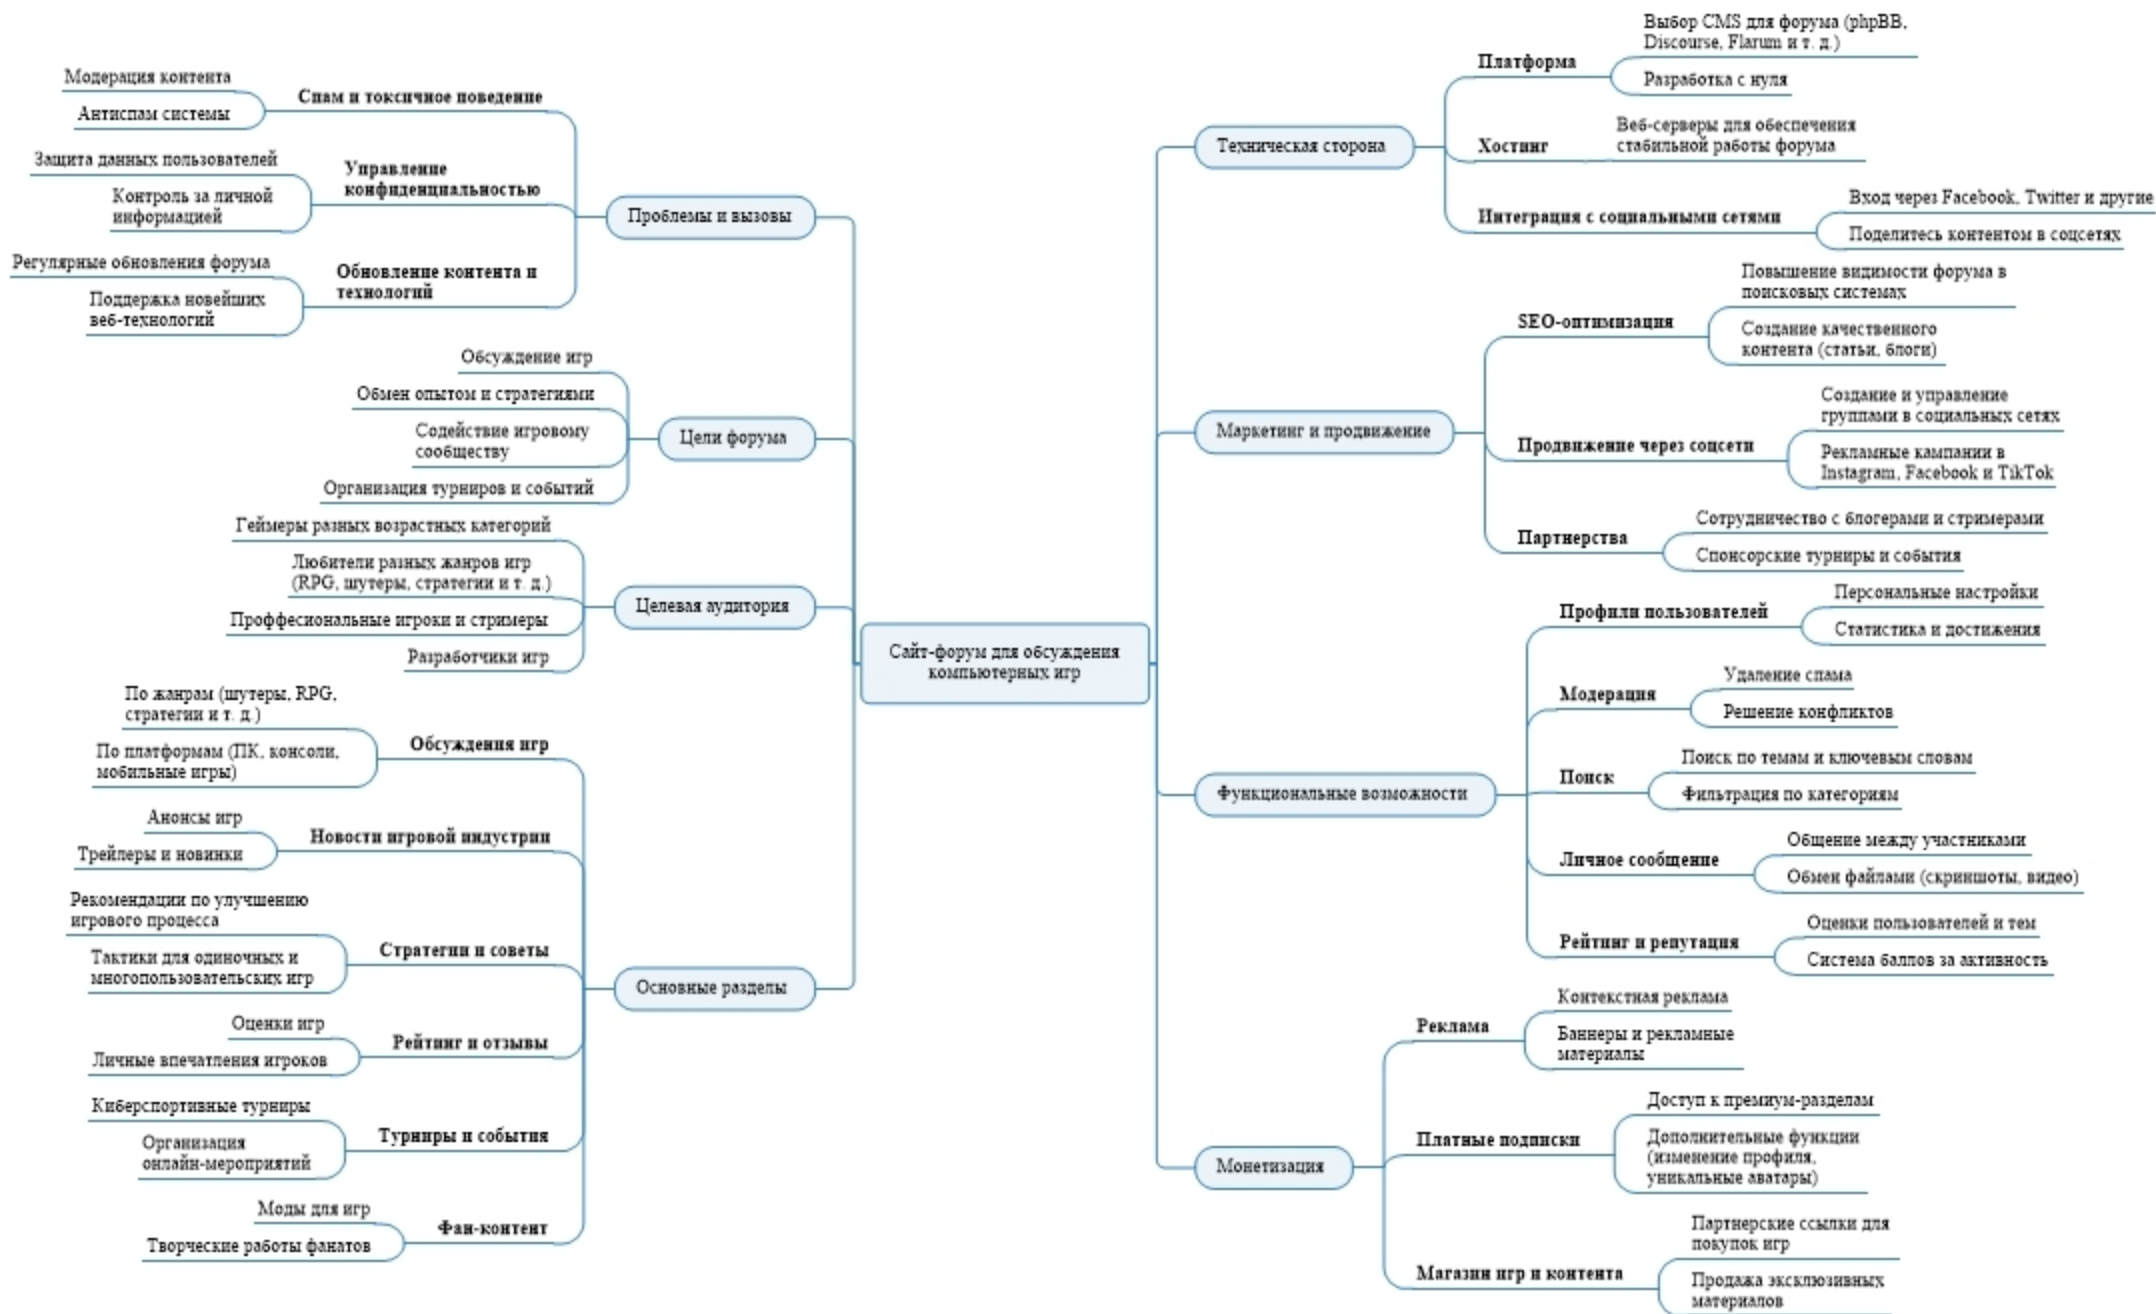 Сайт-форум для обсуждения
компьютерных игр
Проблемы и вызовы
Спам и токсичное поведение
Модерация контента
Антиспам системы
Управление
конфиденциальностью
Защита данных пользователей
Контроль за личной
информацией
Обновление контента и
технологий
Регулярные обновления форума
Поддержка новейших
веб-технологий
Цели форума
Обсуждение игр
Обмен опытом и стратегиями
Содействие игровому
сообществу
Организация турниров и событий
Целевая аудитория
Геймеры разных возрастных категорий
Любители разных жанров игр
(RPG, шутеры, стратегии и т. д.)
Проффесиональные игроки и стримеры
Разработчики игр
Основные разделы
Обсуждения игр
По жанрам (шутеры, RPG,
стратегии и т. д.)
По платформам (ПК, консоли,
мобильные игры)
Новости игровой индустрии
Анонсы игр
Трейлеры и новинки
Стратегии и советы
Рекомендации по улучшению
игрового процесса
Тактики для одиночных и
многопользовательских игр
Рейтинг и отзывы
Оценки игр
Личные впечатления игроков
Турниры и события
Киберспортивные турниры
Организация
онлайн-мероприятий
Фан-контент
Моды для игр
Творческие работы фанатов
Техническая сторона
Платформа
Выбор CMS для форума (phpBB,
Discourse, Flarum и т. д.)
Разработка с нуля
Хостинг
Веб-серверы для обеспечения
стабильной работы форума
Интеграция с социальными сетями
Вход через Facebook, Twitter и другие
Поделитесь контентом в соцсетях
Маркетинг и продвижение
SEO-оптимизация
Повышение видимости форума в
поисковых системах
Создание качественного
контента (статьи, блоги)
Продвижение через соцсети
Создание и управление
группами в социальных сетях
Рекламные кампании в
Instagram, Facebook и TikTok
Партнерства
Сотрудничество с блогерами и стримерами
Спонсорские турниры и события
Функциональные возможности
Профили пользователей
Персональные настройки
Статистика и достижения
Модерация
Удаление спама
Решение конфликтов
Поиск
Поиск по темам и ключевым словам
Фильтрация по категориям
Личное сообщение
Общение между участниками
Обмен файлами (скриншоты, видео)
Рейтинг и репутация
Оценки пользователей и тем
Система баллов за активность
Монетизация
Реклама
Контекстная реклама
Баннеры и рекламные
материалы
Платные подписки
Доступ к премиум-разделам
Дополнительные функции
(изменение профиля,
уникальные аватары)
Магазин игр и контента
Партнерские ссылки для
покупок игр
Продажа эксклюзивных
материалов